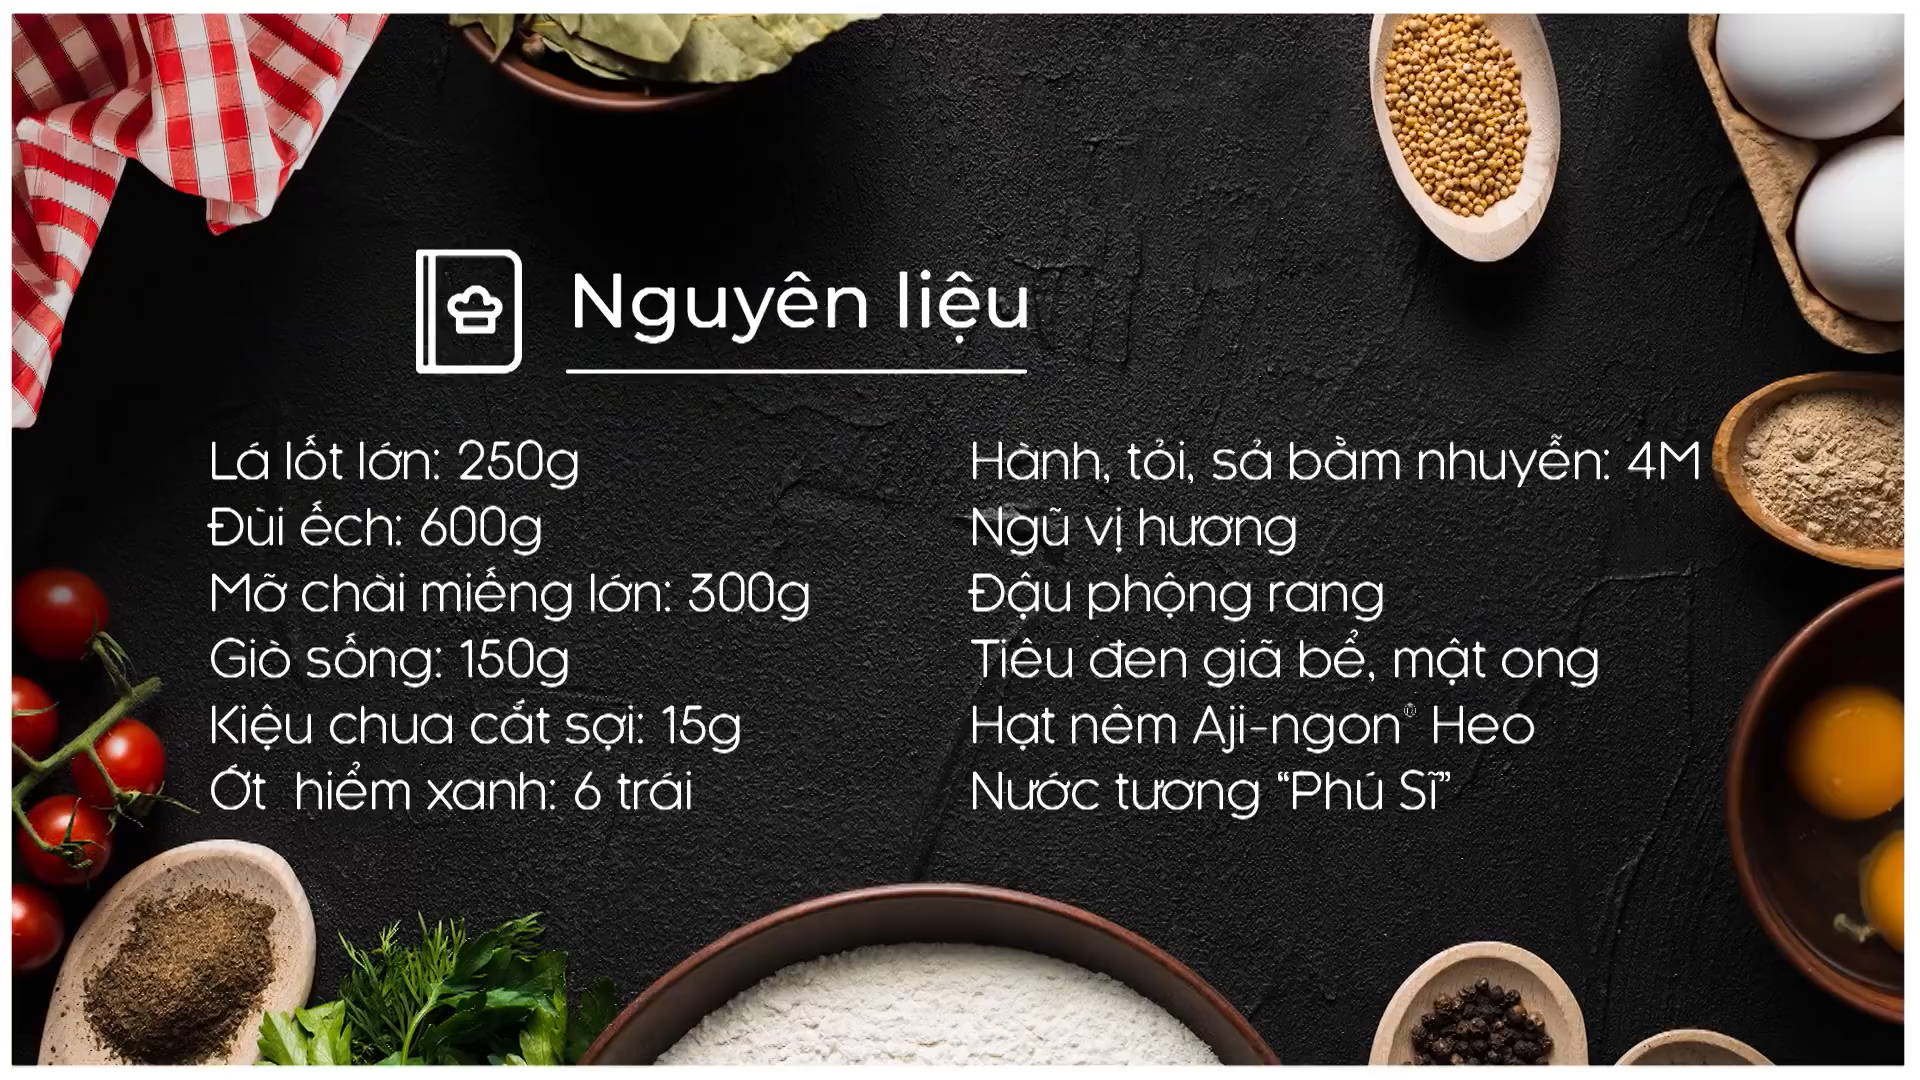 Nguyên liệu
Lá lốt lớn: 250g
Đùi ếch: 600g
Mỡ chài miếng lớn: 300g
Giò sống: 150g
Kiệu chua cắt sợi: 15g
Ớt hiểm xanh: 6 trái
Hành, tỏi, sả bằm nhuyễn: 4M
Ngũ vị hương
Đậu phộng rang
Tiêu đen giã bể, mật ong
Hạt nêm Aji-ngon® Heo
Nước tương “Phú Sĩ”